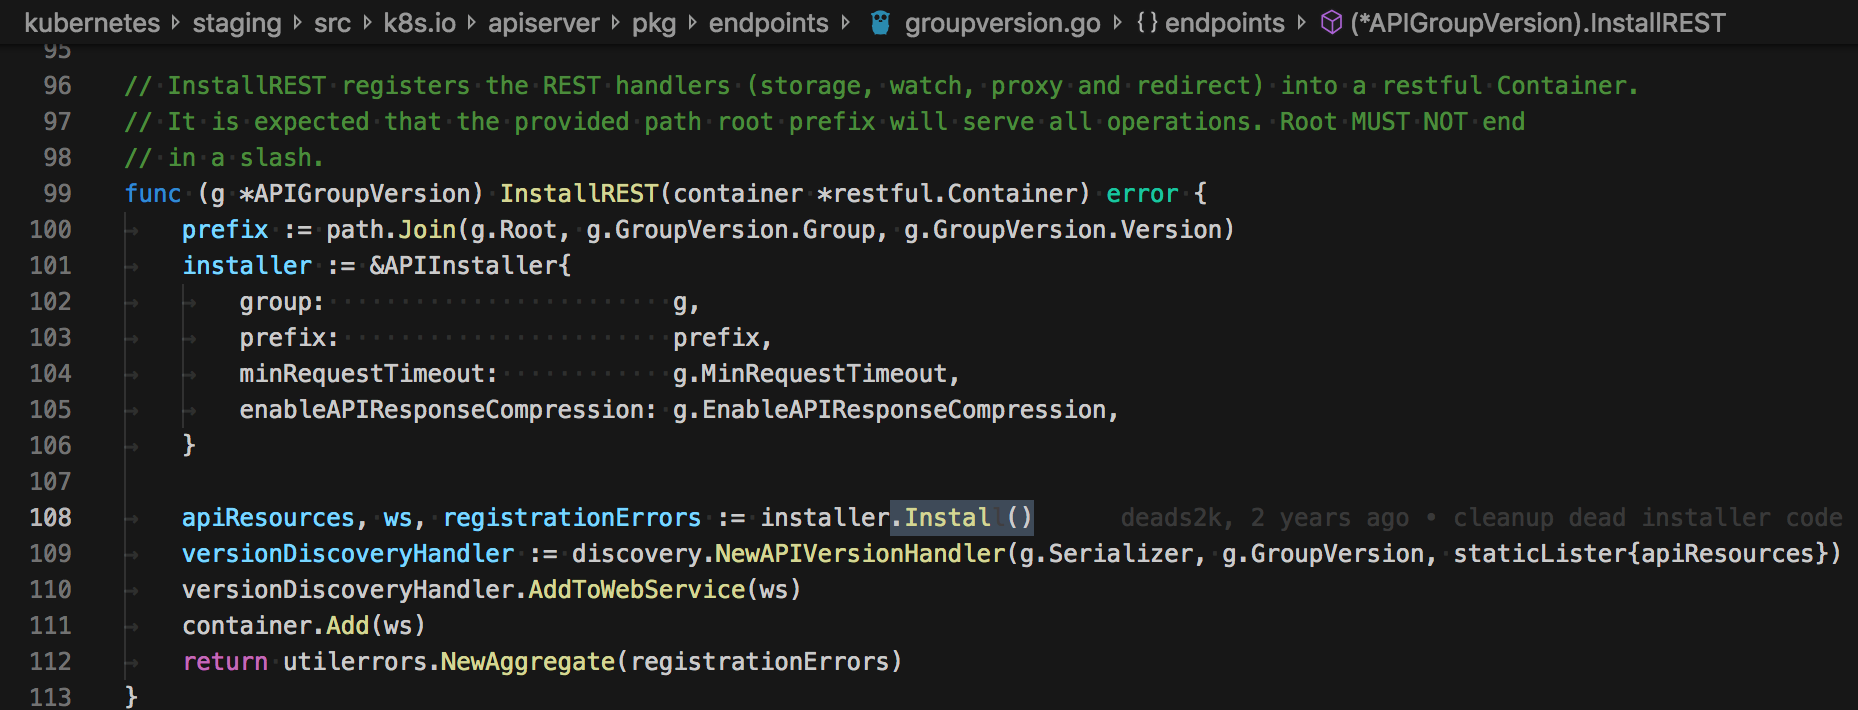 kubernetes › staging › src › k8s.io › apiserver › pkg › endpoints › groupversion.go › {} endpoints › (*APIGroupVersion).InstallREST
95
96 // InstallREST registers the REST handlers (storage, watch, proxy and redirect) into a restful Container.
97 // It is expected that the provided path root prefix will serve all operations. Root MUST NOT end
98 // in a slash.
99 func (g *APIGroupVersion) InstallREST(container *restful.Container) error {
100 prefix := path.Join(g.Root, g.GroupVersion.Group, g.GroupVersion.Version)
101 installer := &APIInstaller{
102 group: g,
103 prefix: prefix,
104 minRequestTimeout: g.MinRequestTimeout,
105 enableAPIResponseCompression: g.EnableAPIResponseCompression,
106 }
107
108 apiResources, ws, registrationErrors := installer.Install() deads2k, 2 years ago • cleanup dead installer code
109 versionDiscoveryHandler := discovery.NewAPIVersionHandler(g.Serializer, g.GroupVersion, staticLister{apiResources})
110 versionDiscoveryHandler.AddToWebService(ws)
111 container.Add(ws)
112 return utilerrors.NewAggregate(registrationErrors)
113 }